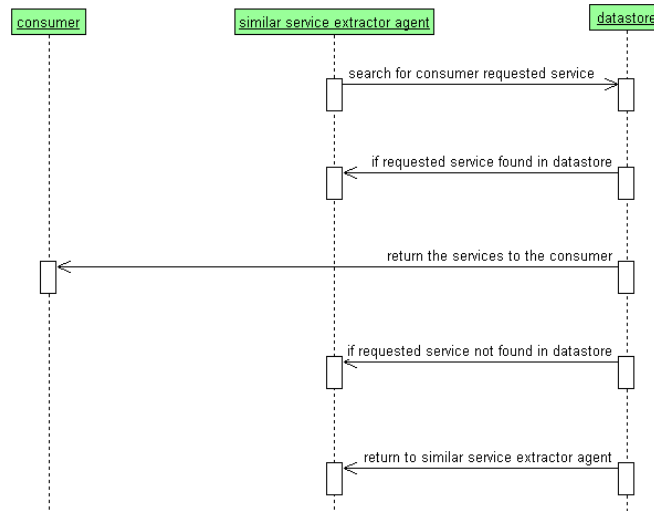 consumer
similar service extractor agent
datastore
search for consumer requested service
if requested service found in datastore
return the services to the consumer
if requested service not found in datastore
return to similar service extractor agent